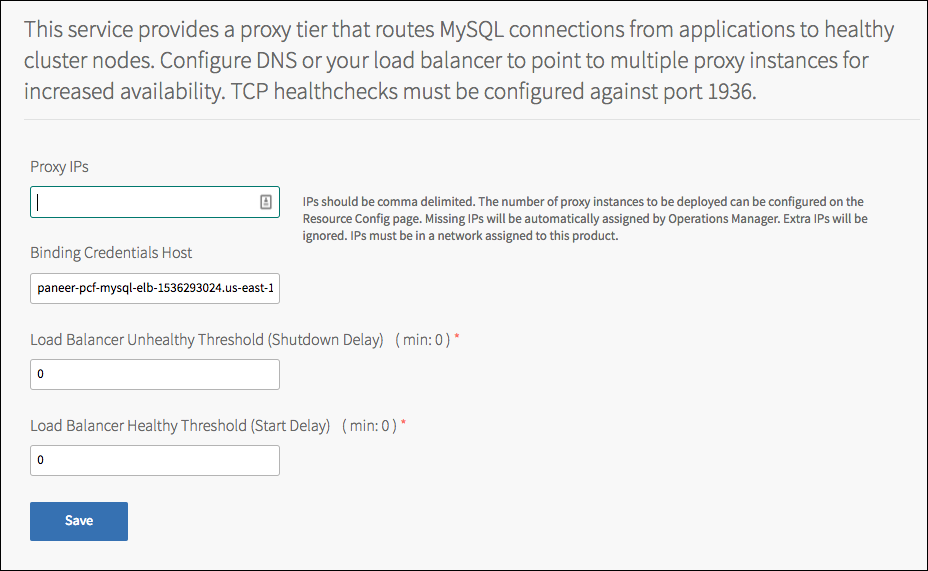 This service provides a proxy tier that routes MySQL connections from applications to healthy
cluster nodes. Configure DNS or your load balancer to point to multiple proxy instances for
increased availability. TCP healthchecks must be configured against port 1936.
Proxy IPs
IPs should be comma delimited. The number of proxy instances to be deployed can be configured on the
Resource Config page. Missing IPs will be automatically assigned by Operations Manager. Extra IPs will be
ignored. IPs must be in a network assigned to this product.
Binding Credentials Host
paneer-pcf-mysql-elb-1536293024.us-east-1
Load Balancer Unhealthy Threshold (Shutdown Delay) ( min: 0 ) *
0
Load Balancer Healthy Threshold (Start Delay) ( min: 0 ) *
0
Save